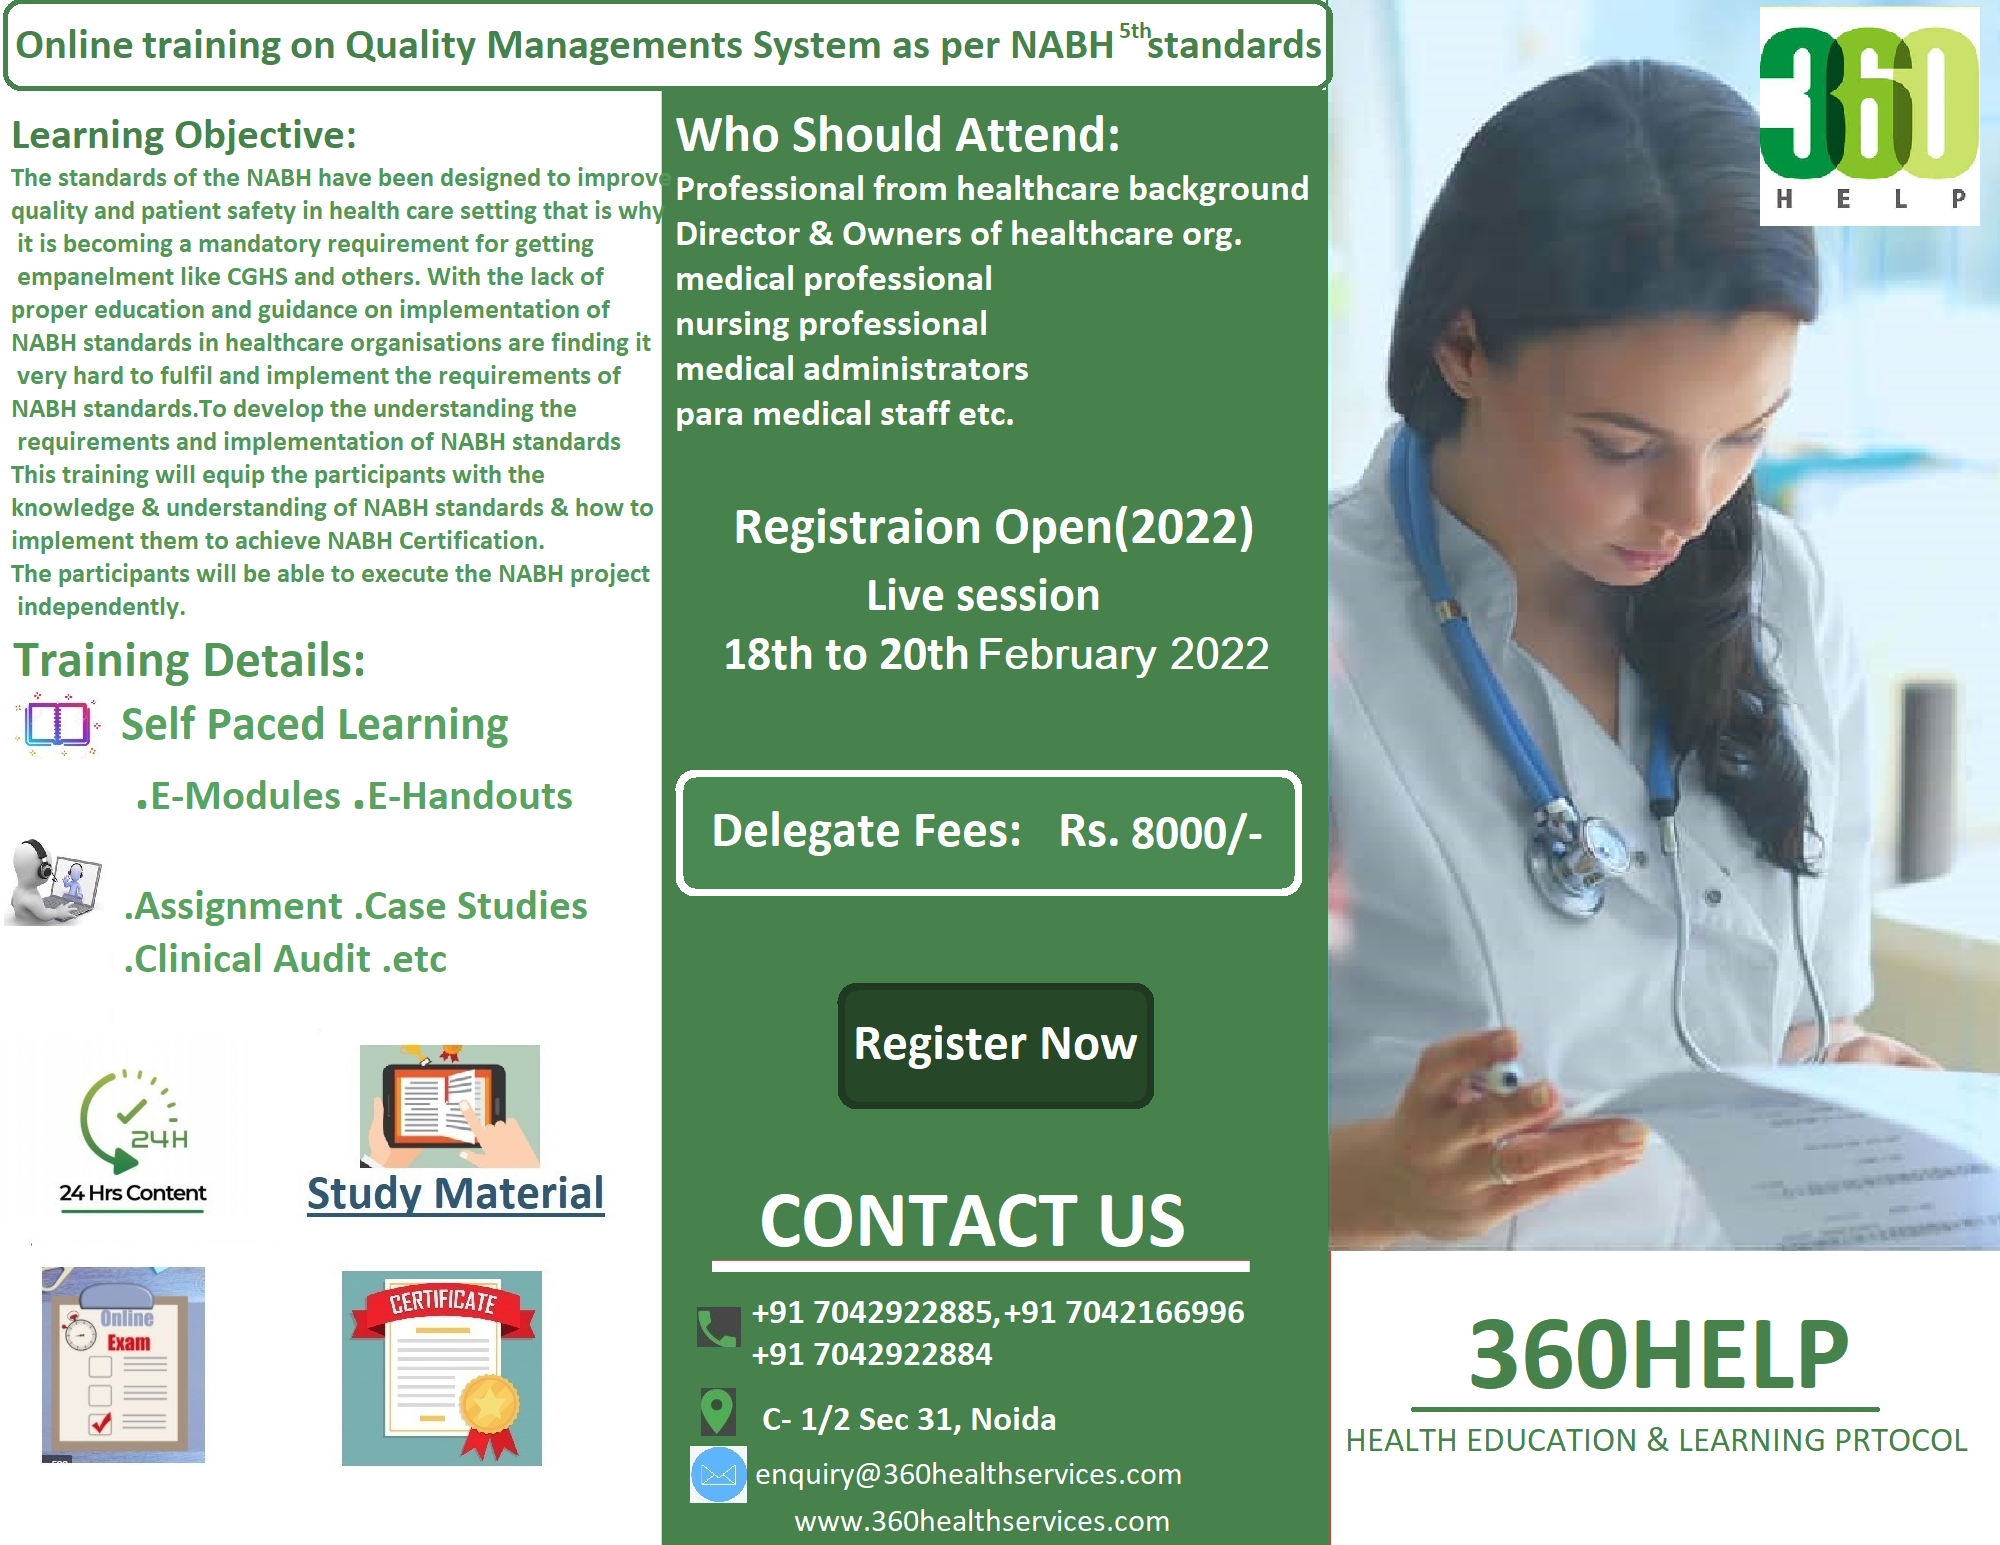 Online training on Quality Managements System as per NABH 5th standards
Learning Objective:
The standards of the NABH have been designed to improve
quality and patient safety in health care setting that is why
it is becoming a mandatory requirement for getting
empanelment like CGHS and others. With the lack of
proper education and guidance on implementation of
NABH standards in healthcare organisations are finding it
very hard to fulfil and implement the requirements of
NABH standards.To develop the understanding the
requirements and implementation of NABH standards
This training will equip the participants with the
knowledge & understanding of NABH standards & how to
implement them to achieve NABH Certification.
The participants will be able to execute the NABH project
independently.
Training Details:
Self Paced Learning
.E-Modules .E-Handouts
.Assignment .Case Studies
.Clinical Audit .etc
24H
24 Hrs Content
Study Material
Online
Exam
CERTIFICATE
Who Should Attend:
Professional from healthcare background
Director & Owners of healthcare org.
medical professional
nursing professional
medical administrators
para medical staff etc.
Registraion Open(2022)
Live session
18th to 20th February 2022
Delegate Fees: Rs. 8000/-
Register Now
CONTACT US
+91 7042922885,+91 7042166996
+91 7042922884
C- 1/2 Sec 31, Noida
enquiry@360healthservices.com
www.360healthservices.com
360
HELP
360HELP
HEALTH EDUCATION & LEARNING PRTOCOL